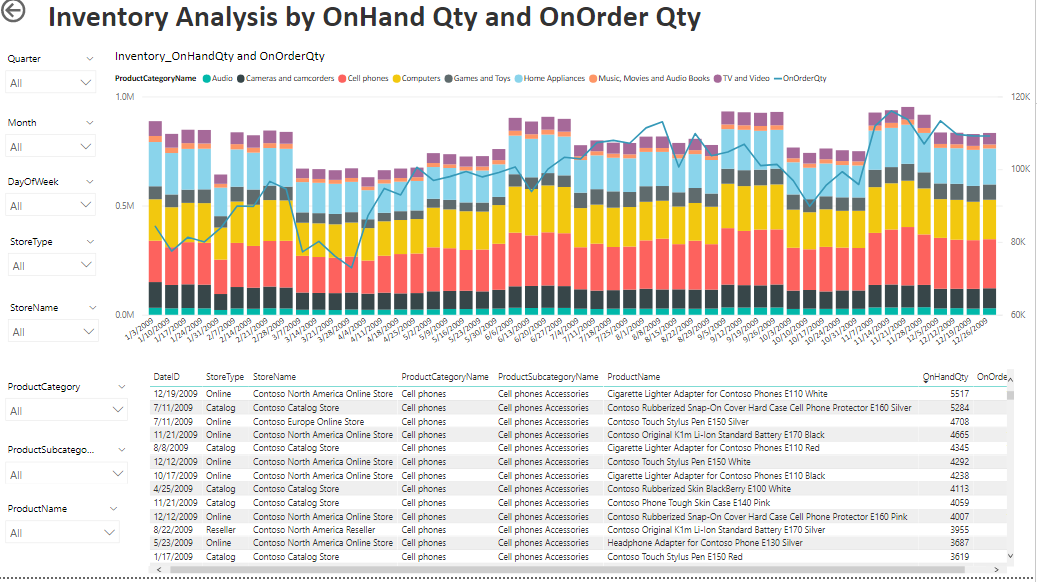 Inventory Analysis by OnHand Qty and OnOrder Qty
Quarter
All
Month
All
DayOfWeek
All
StoreType
All
StoreName
All
ProductCategory
All
ProductSubcatego...
All
ProductName
All
Inventory_OnHandQty and OnOrderQty
ProductCategoryName Audio Cameras and camcorders Cell phones Computers Games and Toys Home Appliances Music, Movies and Audio Books TV and Video OnOrderQty
1.0M 120K
100K
0.5M
80K
0.0M 60K
1/3/2009 1/10/2009 1/17/2009 1/24/2009 1/31/2009 2/7/2009
DateID StoreType StoreName ProductCategoryName ProductSubcategoryName ProductName OnHandQty OnOrde
12/19/2009 Online Contoso North America Online Store Cell phones Cell phones Accessories Cigarette Lighter Adapter for Contoso Phones E110 White 5517
7/11/2009 Catalog Contoso Catalog Store Cell phones Cell phones Accessories Contoso Rubberized Snap-On Cover Hard Case Cell Phone Protector E160 Silver 5284
7/11/2009 Online Contoso Europe Online Store Cell phones Cell phones Accessories Contoso Touch Stylus Pen E150 Silver 4708
11/21/2009 Online Contoso North America Online Store Cell phones Cell phones Accessories Contoso Original K1m Li-Ion Standard Battery E170 Black 4665
8/8/2009 Catalog Contoso Catalog Store Cell phones Cell phones Accessories Cigarette Lighter Adapter for Contoso Phones E110 Red 4345
12/12/2009 Online Contoso North America Online Store Cell phones Cell phones Accessories Contoso Touch Stylus Pen E150 White 4292
10/17/2009 Online Contoso North America Online Store Cell phones Cell phones Accessories Cigarette Lighter Adapter for Contoso Phones E110 Black 4238
4/25/2009 Catalog Contoso Catalog Store Cell phones Cell phones Accessories Contoso Rubberized Skin BlackBerry E100 White 4113
11/21/2009 Catalog Contoso Catalog Store Cell phones Cell phones Accessories Contoso Phone Tough Skin Case E140 Pink 4059
12/12/2009 Online Contoso North America Online Store Cell phones Cell phones Accessories Contoso Rubberized Snap-On Cover Hard Case Cell Phone Protector E160 Pink 4007
8/22/2009 Reseller Contoso North America Reseller Cell phones Cell phones Accessories Contoso Original K1m Li-Ion Standard Battery E170 Silver 3955
5/23/2009 Online Contoso North America Online Store Cell phones Cell phones Accessories Headphone Adapter for Contoso Phone E130 Silver 3687
1/17/2009 Catalog Contoso Catalog Store Cell phones Cell phones Accessories Contoso Touch Stylus Pen E150 Red 3619